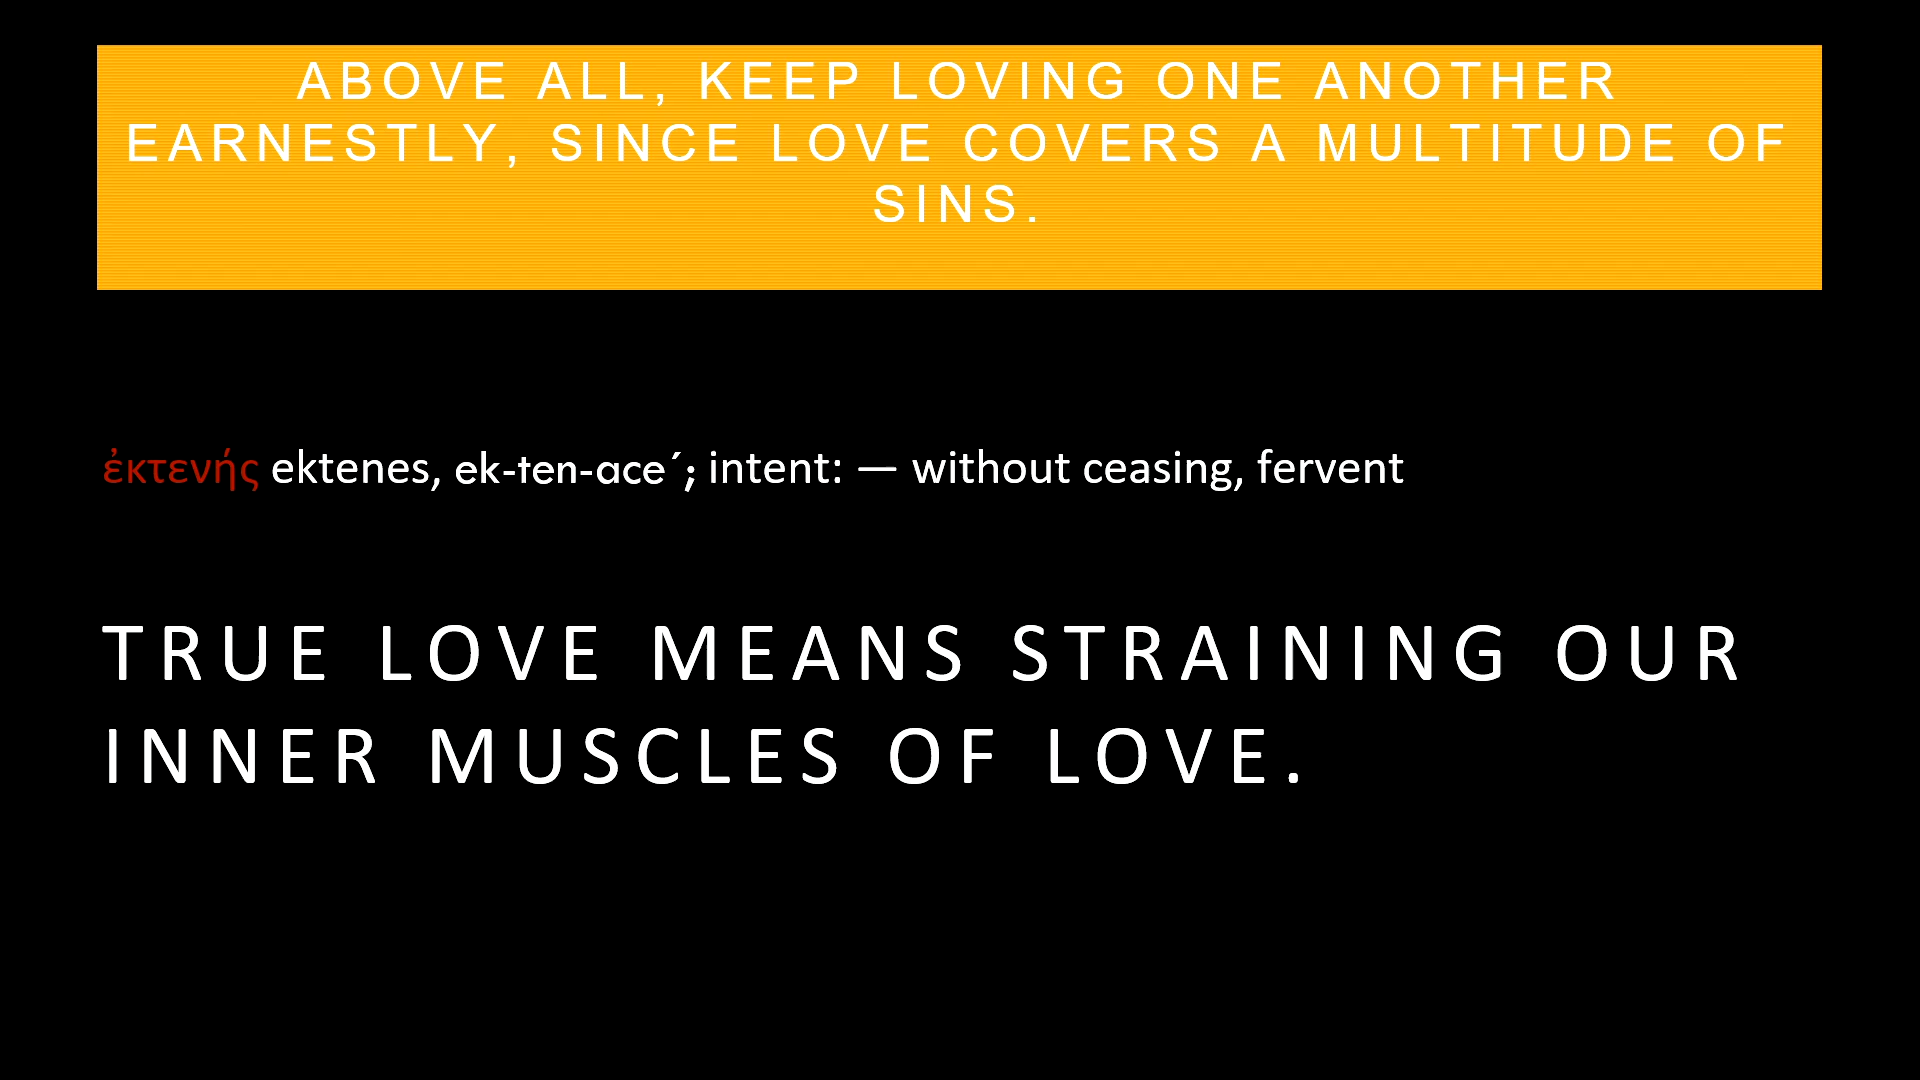 ABOVE ALL, KEEP LOVING ONE ANOTHER
EARNESTLY, SINCE LOVE COVERS A MULTITUDE OF
SINS.
ἐκτενής ektenes, ek-ten-ace´; intent: — without ceasing, fervent
TRUE LOVE MEANS STRAINING OUR
INNER MUSCLES OF LOVE.